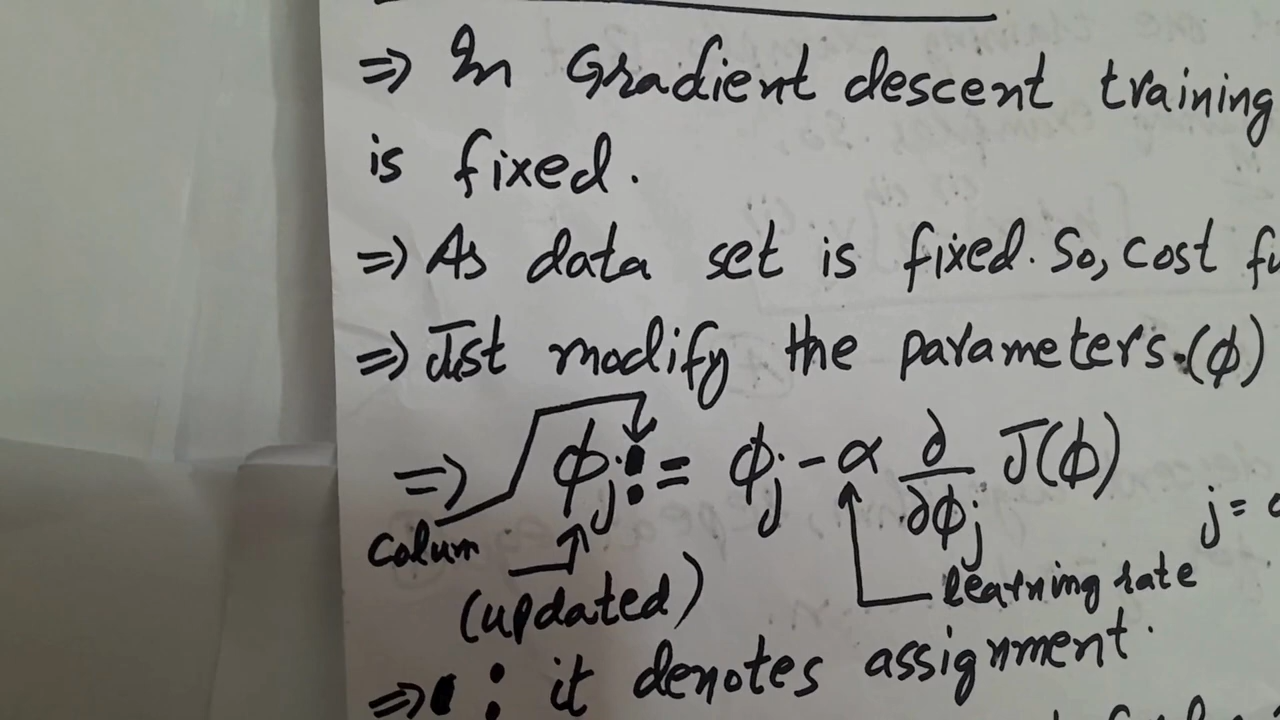 ⇒ In Gradient descent training
is fixed.
⇒ As data set is fixed. So, Cost
⇒ Just modify the parameters (ϕ)
⇒ ϕj := ϕj - α ∂/∂ϕj J(ϕ) j =
Colum
(updated)
learning rate
⇒ : it denotes assignment.